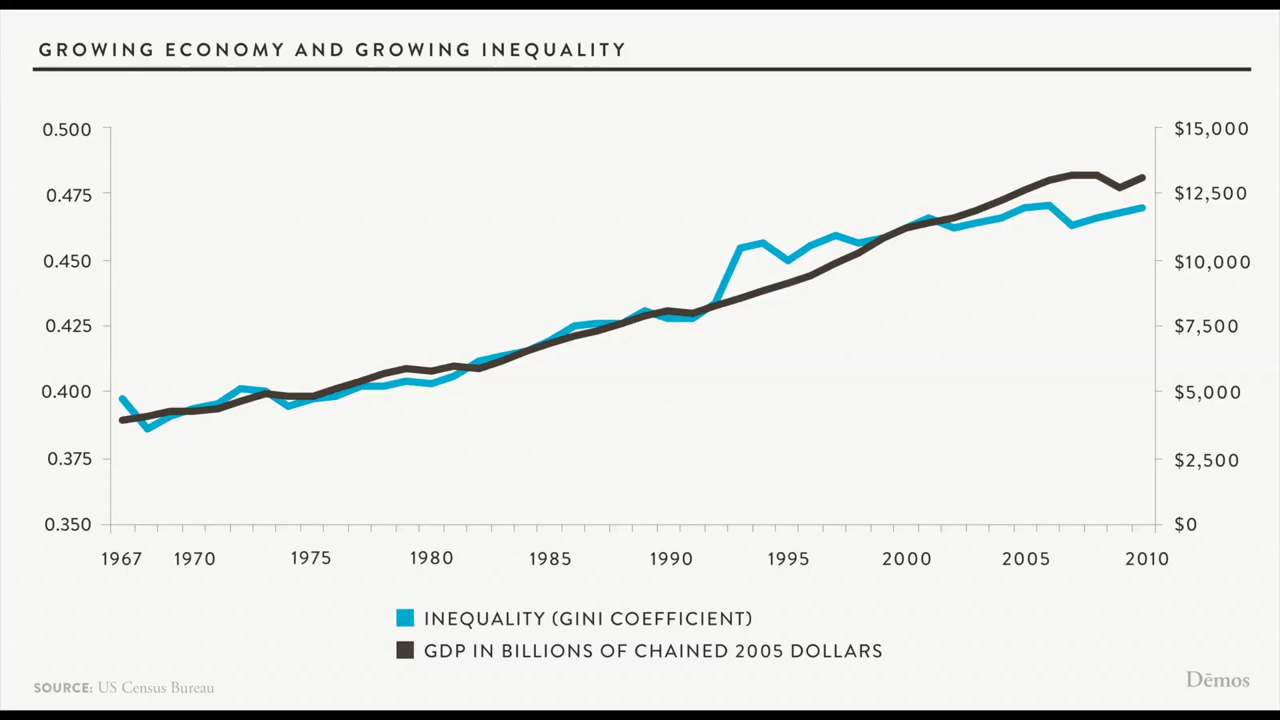 GROWING ECONOMY AND GROWING INEQUALITY
0.500
0.475
0.450
0.425
0.400
0.375
0.350
$15,000
$12,500
$10,000
$7,500
$5,000
$2,500
$0
1967 1970 1975 1980 1985 1990 1995 2000 2005 2010
INEQUALITY (GINI COEFFICIENT)
GDP IN BILLIONS OF CHAINED 2005 DOLLARS
SOURCE: US Census Bureau
Dēmos